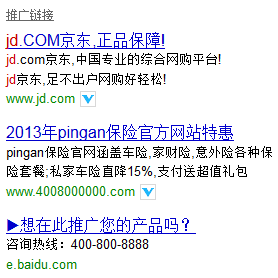 推广链接
jd.COM京东,正品保障!
jd.com京东,中国专业的综合网购平台!
jd京东,足不出户网购好轻松!
www.jd.com
2013年pingan保险官方网站特惠
pingan保险官网涵盖车险,家财险,意外险各种保
险套餐;私家车险直降15%,支付送超值礼包
www.4008000000.com
▶想在此推广您的产品吗?
咨询热线：400-800-8888
e.baidu.com